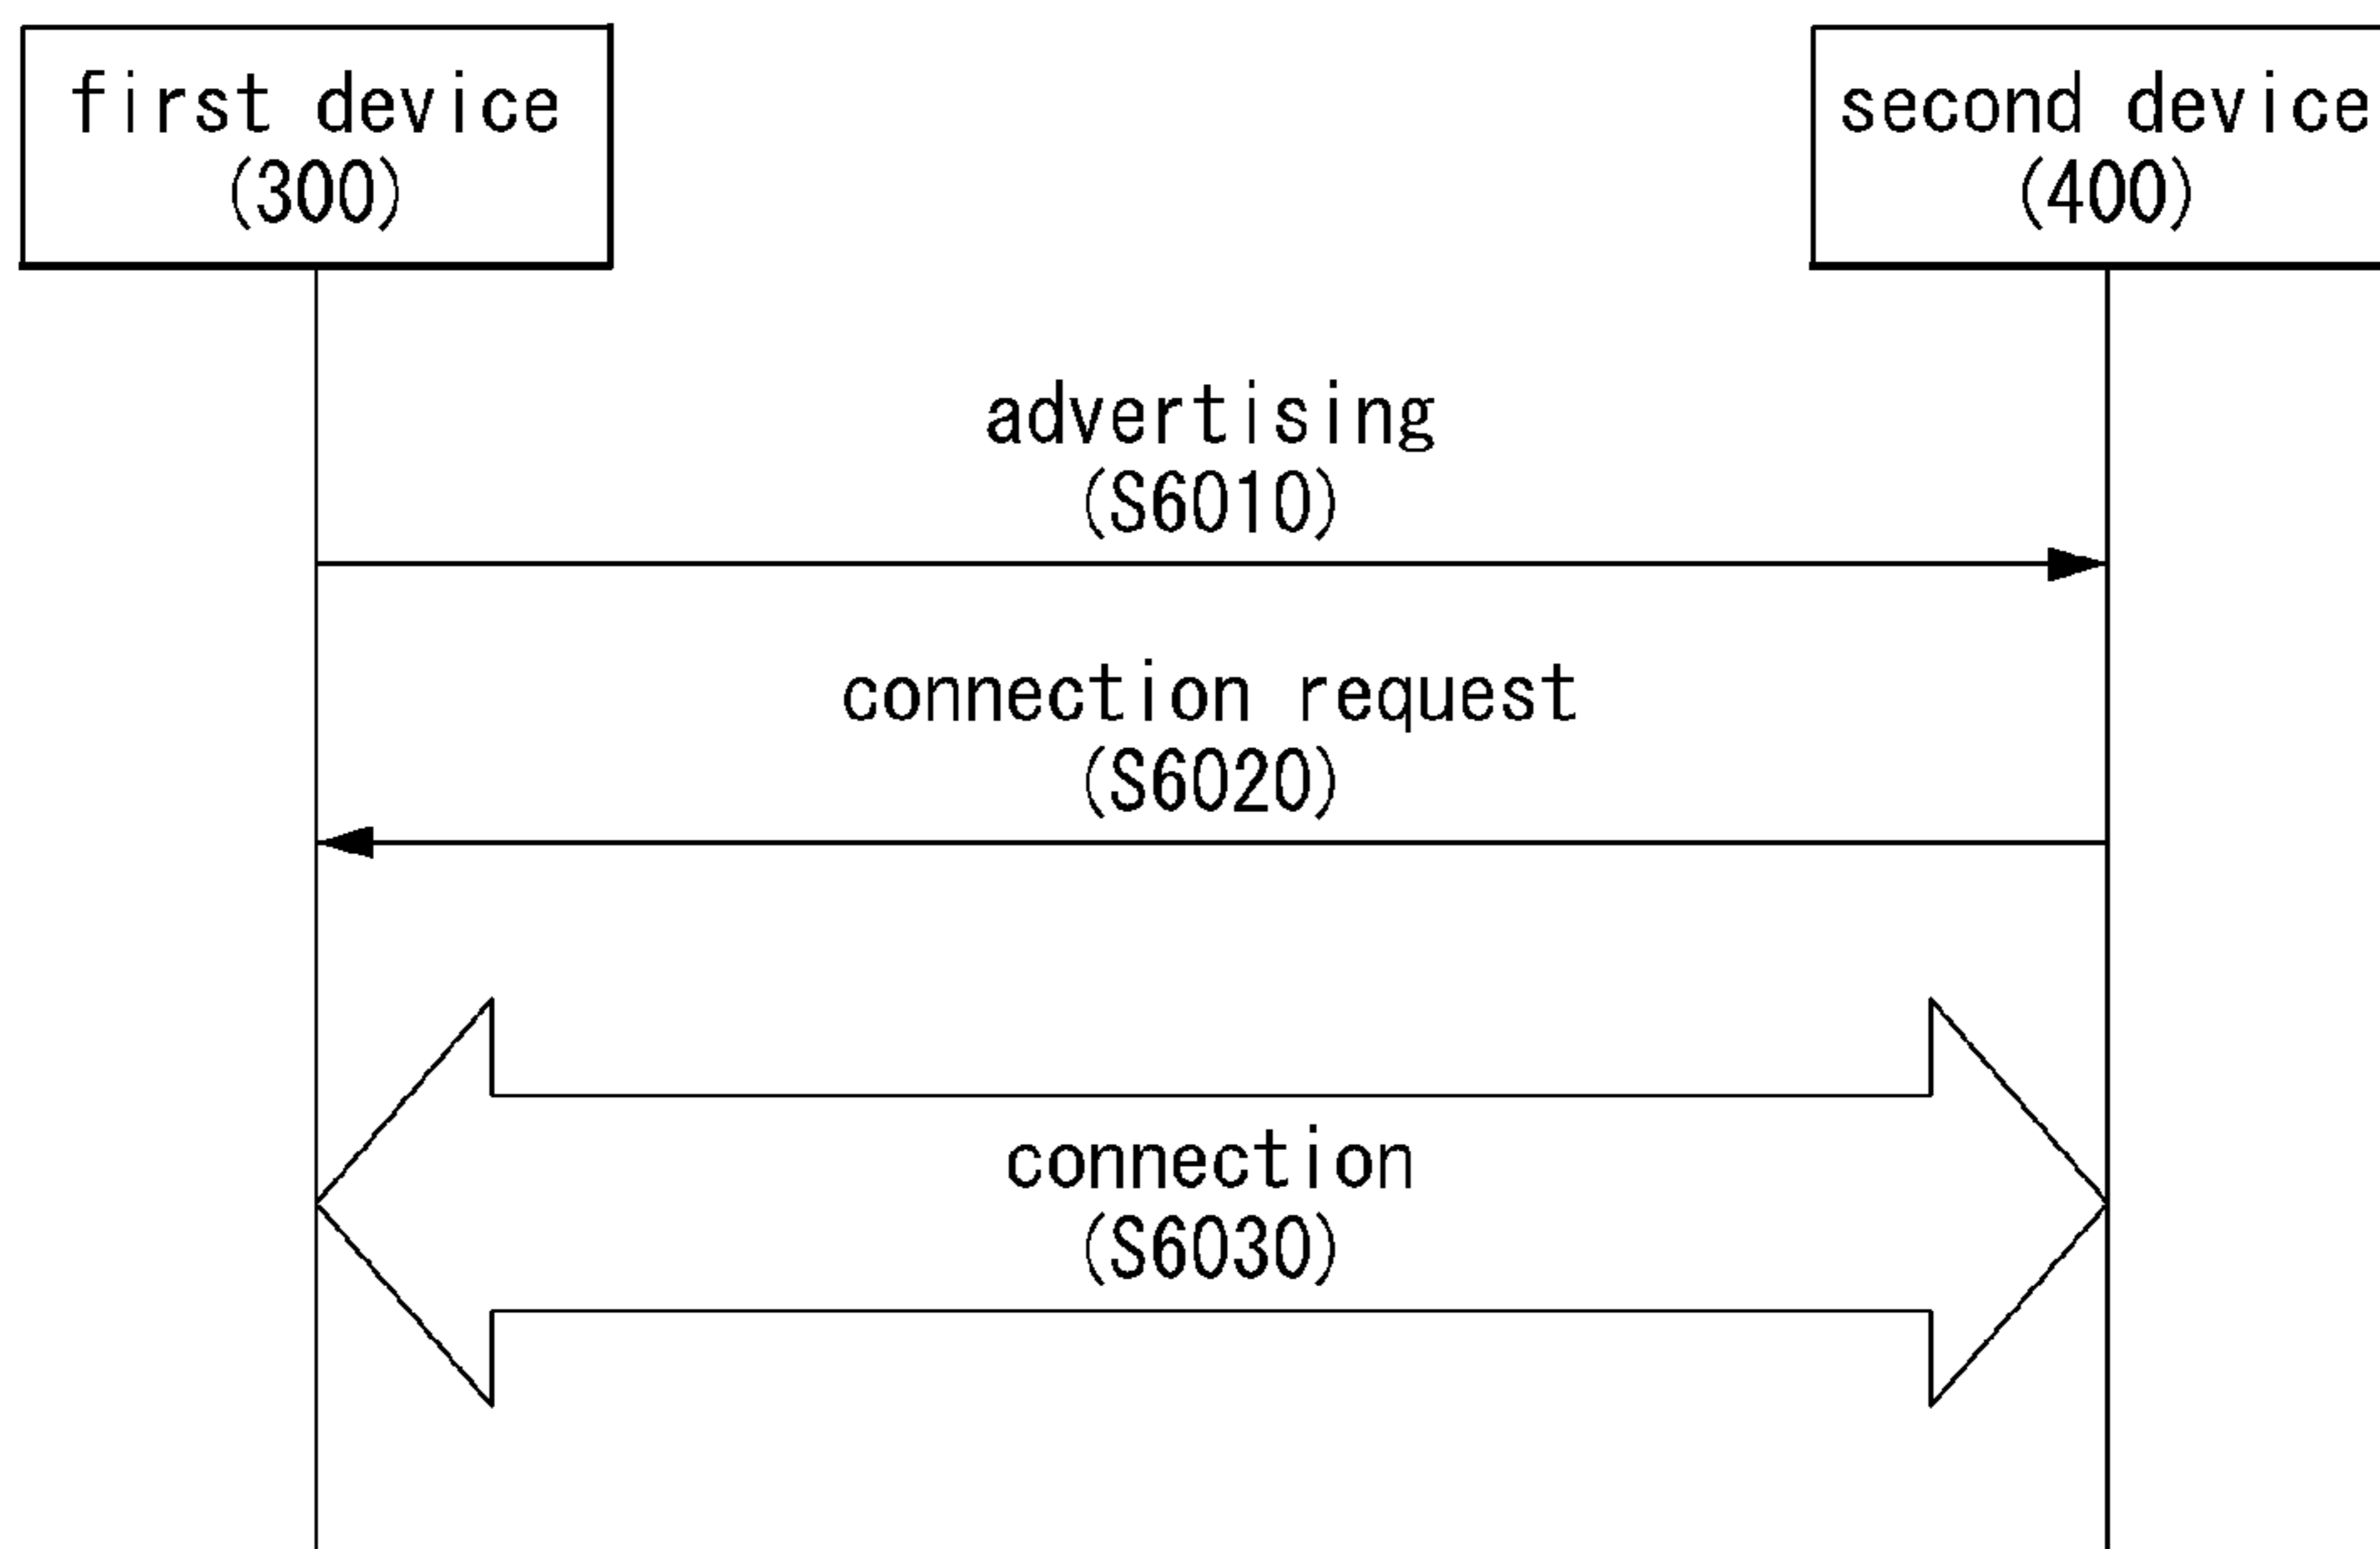 first device
(300)
second device
(400)
advertising
(S6010)
connection request
(S6020)
connection
(S6030)